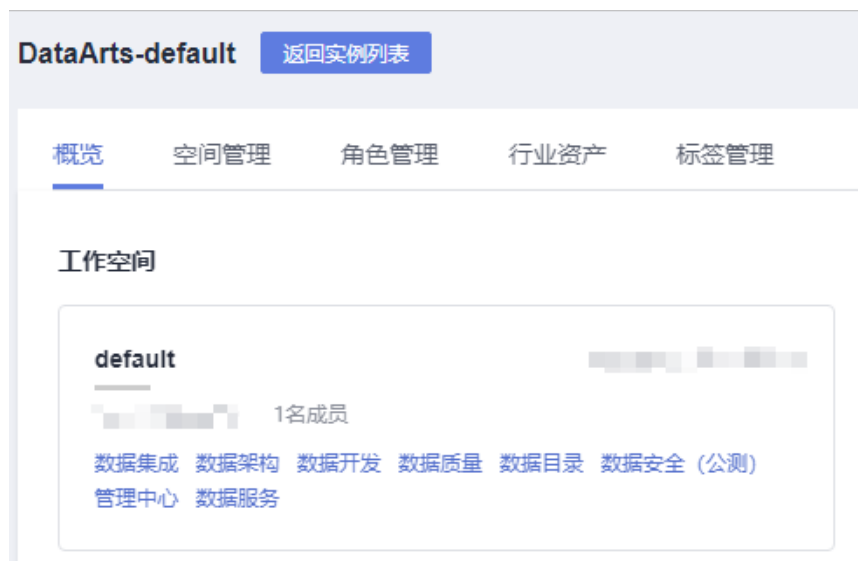 DataArts-default 返回实例列表
概览 空间管理 角色管理 行业资产 标签管理
工作空间
default
1名成员
数据集成 数据架构 数据开发 数据质量 数据目录 数据安全（公测）
管理中心 数据服务